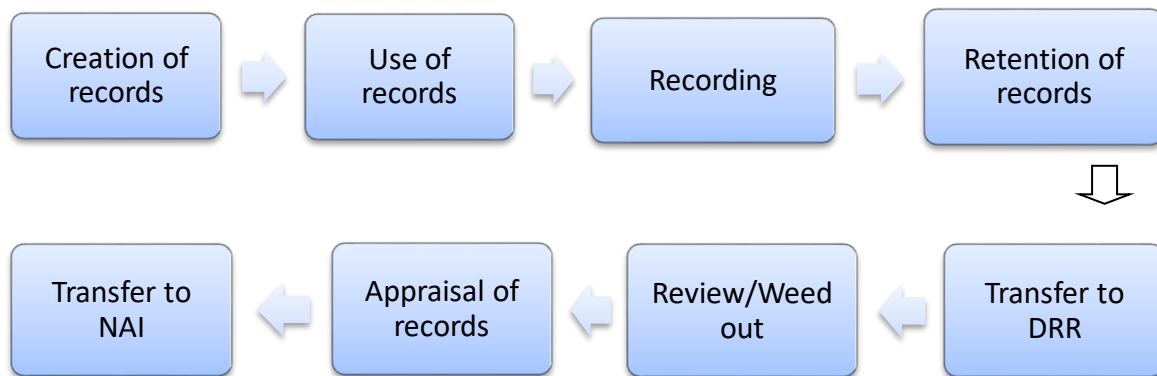 Creation of
records
Use of
records
Recording
Retention of
records
Transfer to
DRR
Review/Weed
out
Appraisal of
records
Transfer to
NAI